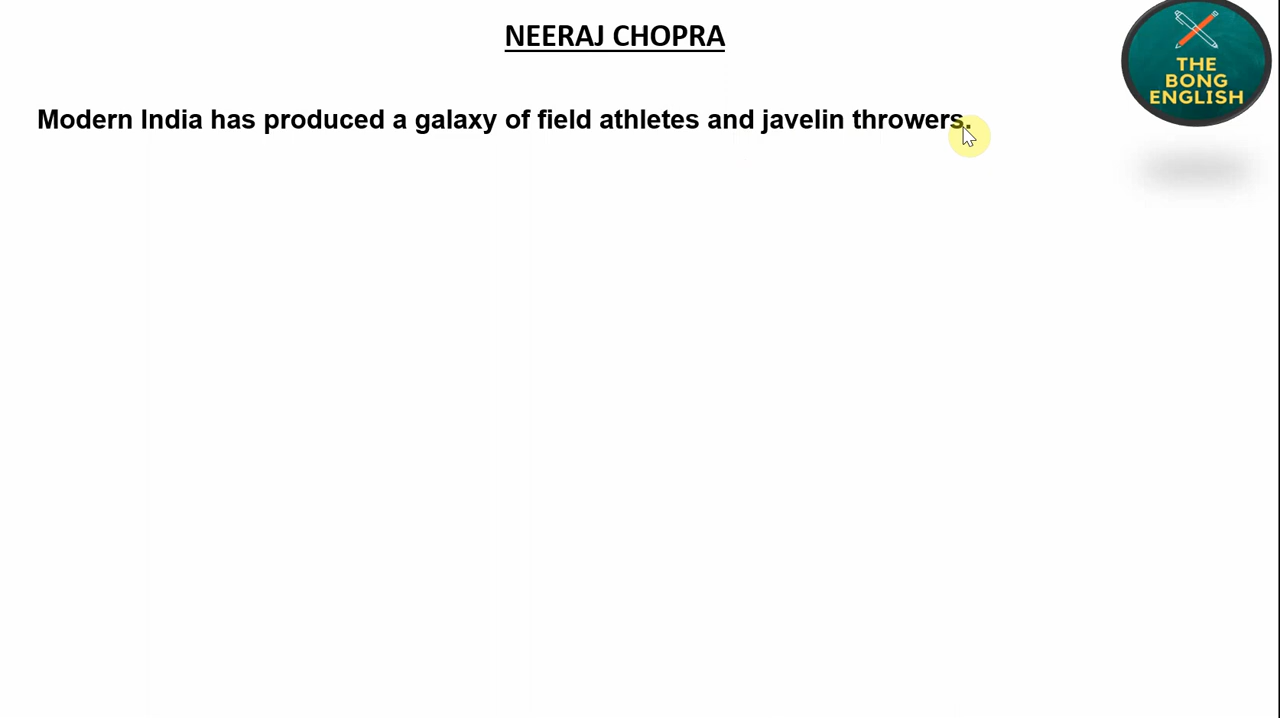 NEERAJ CHOPRA
THE
BONG
ENGLISH
Modern India has produced a galaxy of field athletes and javelin throwers.